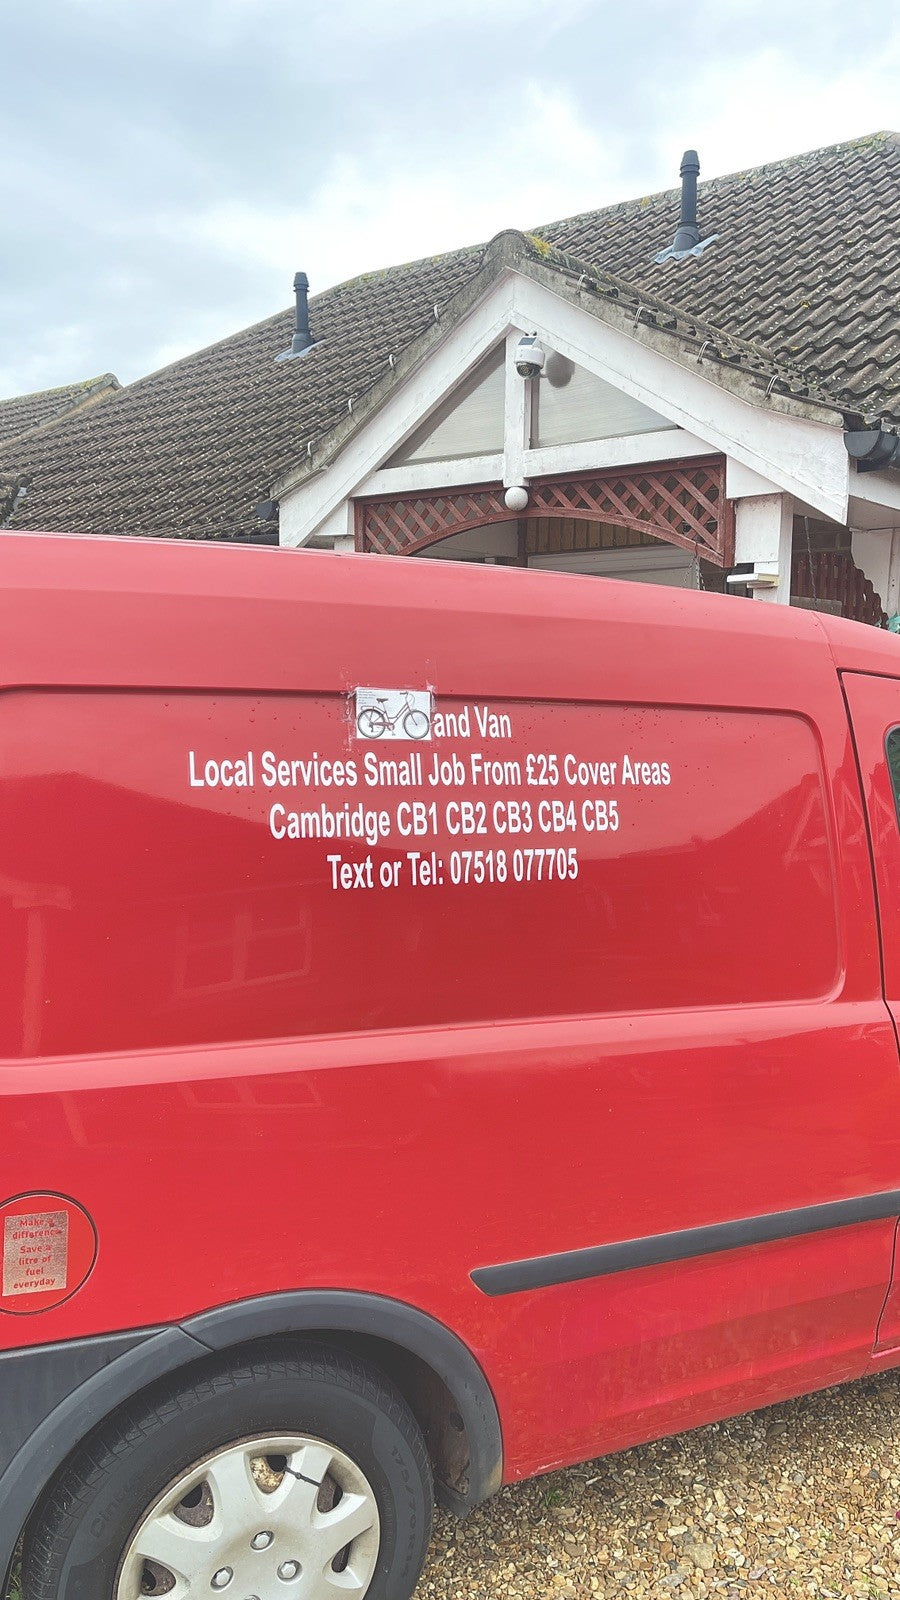 and Van
Local Services Small Job From £25 Cover Areas
Cambridge CB1 CB2 CB3 CB4 CB5
Text or Tel: 07518 077705
Make a
difference
Save a
litre of
fuel
everyday